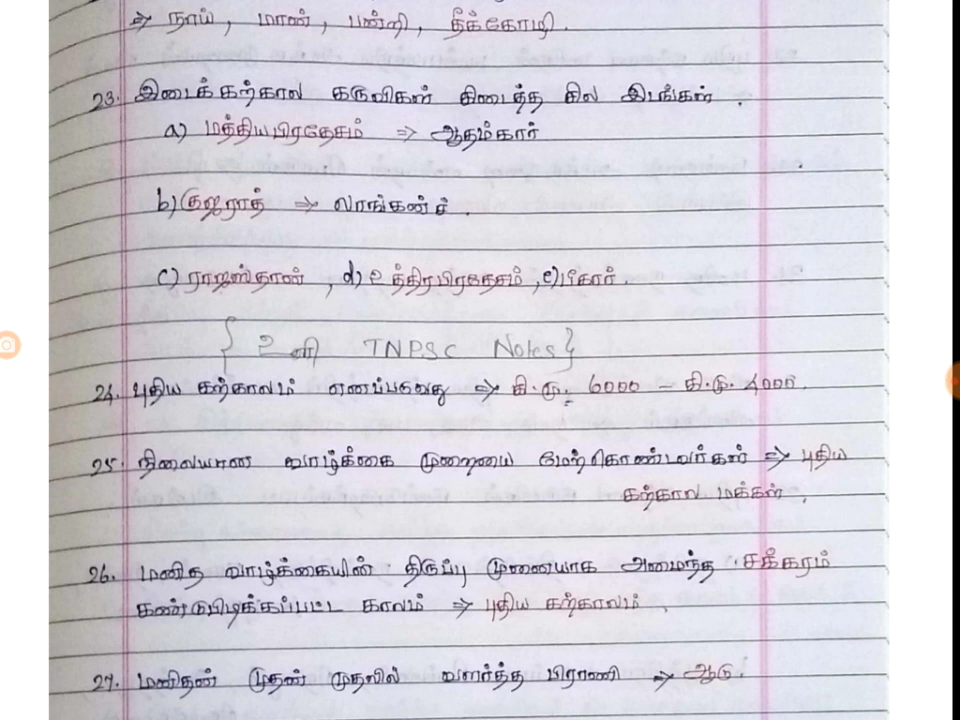 ⇒ நாய், மான், பன்றி, தீக்கோழி.
23. இடைக்கற்கால கருவிகள் கிடைத்த சில இடங்கள் :
a) மத்தியபிரதேசம் ⇒ ஆதம்கார்
b) குஜராத் ⇒ லாங்கன்ச்.
c) ராஜஸ்தான், d) உத்திரபிரதேசம், e) பீகார்.
{ உளி TNPSC Notes}
24. புதிய கற்காலம் எனப்படுவது ⇒ கி.மு. 6000 - கி.மு. 4000.
25. நிலையான வாழ்க்கை முறையை மேற்கொண்டவர்கள் ⇒ புதிய
கற்கால மக்கள்.
26. மனித வாழ்க்கையின் திருப்பு முனையாக அமைந்த சக்கரம்
கண்டுபிடிக்கப்பட்ட காலம் ⇒ புதிய கற்காலம்.
27. மனிதன் முதன் முதலில் வளர்த்த பிராணி ⇒ ஆடு.